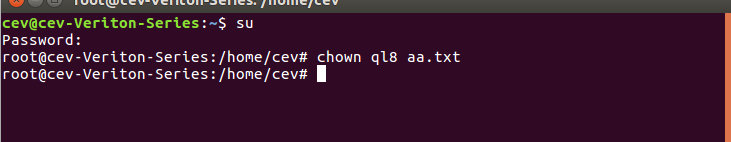 root@cev-Veriton-Series: /home/cev
cev@cev-Veriton-Series:~$ su
Password:
root@cev-Veriton-Series:/home/cev# chown ql8 aa.txt
root@cev-Veriton-Series:/home/cev#